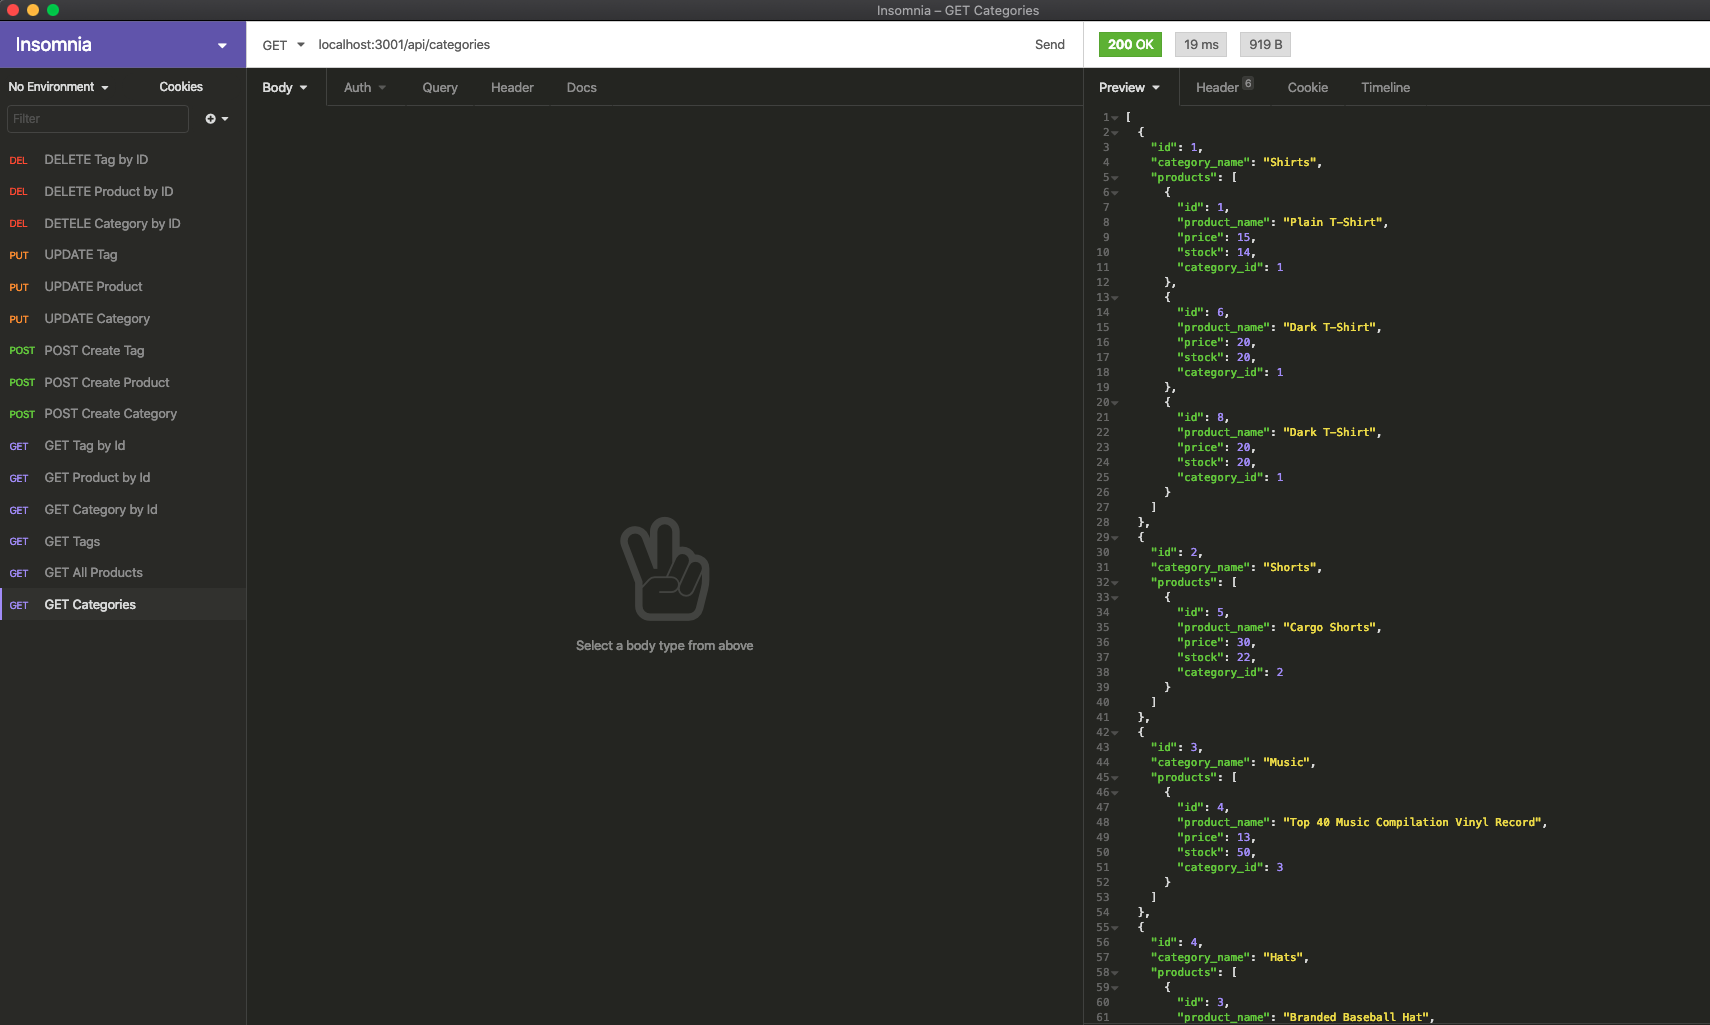 Insomnia – GET Categories
Insomnia
GET localhost:3001/api/categories Send
200 OK 19 ms 919 B
No Environment Cookies
Filter
DEL DELETE Tag by ID
DEL DELETE Product by ID
DEL DETELE Category by ID
PUT UPDATE Tag
PUT UPDATE Product
PUT UPDATE Category
POST POST Create Tag
POST POST Create Product
POST POST Create Category
GET GET Tag by Id
GET GET Product by Id
GET GET Category by Id
GET GET Tags
GET GET All Products
GET GET Categories
Body Auth Query Header Docs
Select a body type from above
Preview Header 6 Cookie Timeline
1 [
2 {
3 "id": 1,
4 "category_name": "Shirts",
5 "products": [
6 {
7 "id": 1,
8 "product_name": "Plain T-Shirt",
9 "price": 15,
10 "stock": 14,
11 "category_id": 1
12 },
13 {
14 "id": 6,
15 "product_name": "Dark T-Shirt",
16 "price": 20,
17 "stock": 20,
18 "category_id": 1
19 },
20 {
21 "id": 8,
22 "product_name": "Dark T-Shirt",
23 "price": 20,
24 "stock": 20,
25 "category_id": 1
26 }
27 ]
28 },
29 {
30 "id": 2,
31 "category_name": "Shorts",
32 "products": [
33 {
34 "id": 5,
35 "product_name": "Cargo Shorts",
36 "price": 30,
37 "stock": 22,
38 "category_id": 2
39 }
40 ]
41 },
42 {
43 "id": 3,
44 "category_name": "Music",
45 "products": [
46 {
47 "id": 4,
48 "product_name": "Top 40 Music Compilation Vinyl Record",
49 "price": 13,
50 "stock": 50,
51 "category_id": 3
52 }
53 ]
54 },
55 {
56 "id": 4,
57 "category_name": "Hats",
58 "products": [
59 {
60 "id": 3,
61 "product_name": "Branded Baseball Hat",